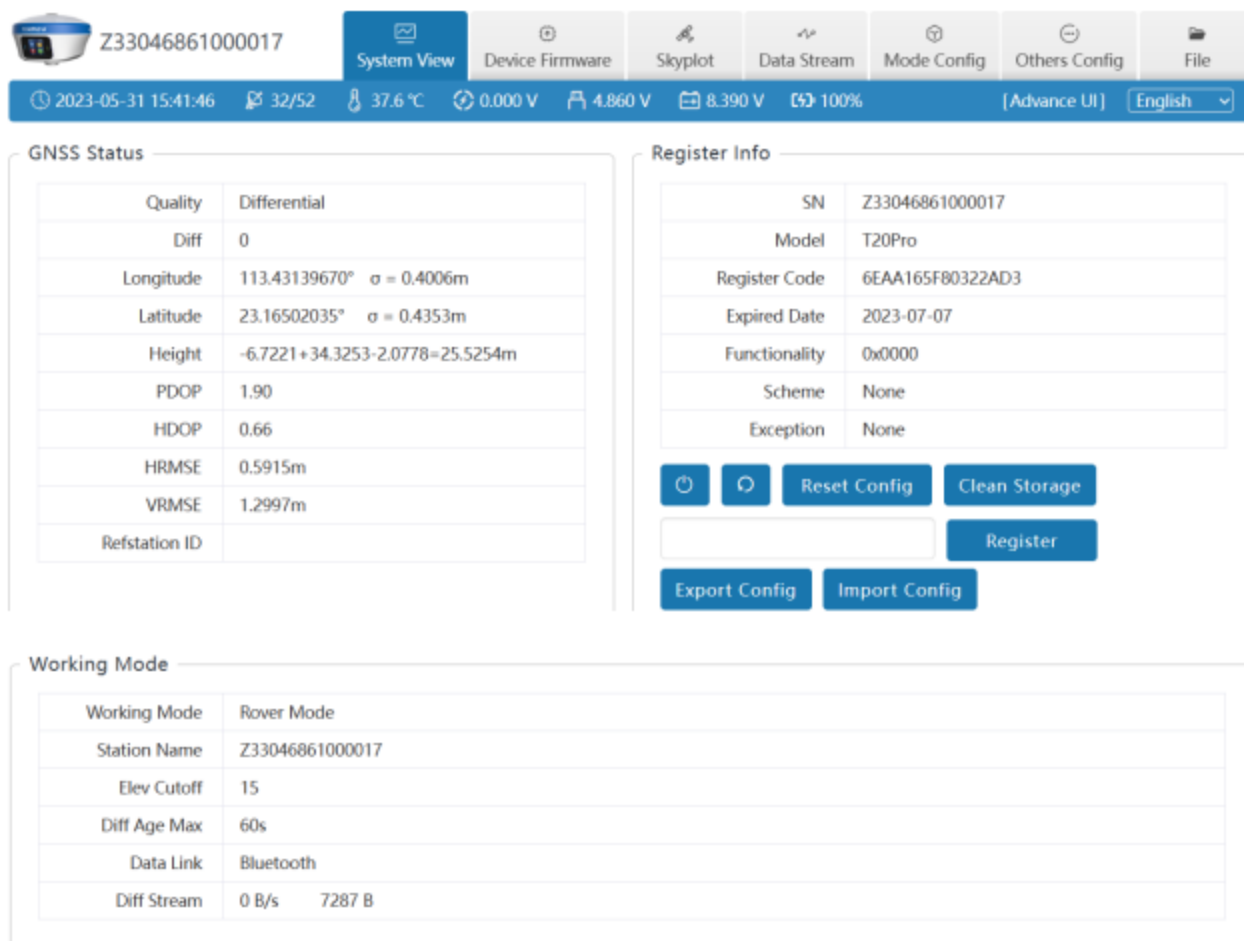 Z33046861000017
System View
Device Firmware
Skyplot
Data Stream
Mode Config
Others Config
File
2023-05-31 15:41:46 32/52 37.6 ℃ 0.000 V 4.860 V 8.390 V 100% [Advance UI] English
GNSS Status
Quality Differential
Diff 0
Longitude 113.43139670° σ = 0.4006m
Latitude 23.16502035° σ = 0.4353m
Height -6.7221+34.3253-2.0778=25.5254m
PDOP 1.90
HDOP 0.66
HRMSE 0.5915m
VRMSE 1.2997m
Refstation ID
Register Info
SN Z33046861000017
Model T20Pro
Register Code 6EAA165F80322AD3
Expired Date 2023-07-07
Functionality 0x0000
Scheme None
Exception None
Reset Config
Clean Storage
Register
Export Config
Import Config
Working Mode
Working Mode Rover Mode
Station Name Z33046861000017
Elev Cutoff 15
Diff Age Max 60s
Data Link Bluetooth
Diff Stream 0 B/s 7287 B